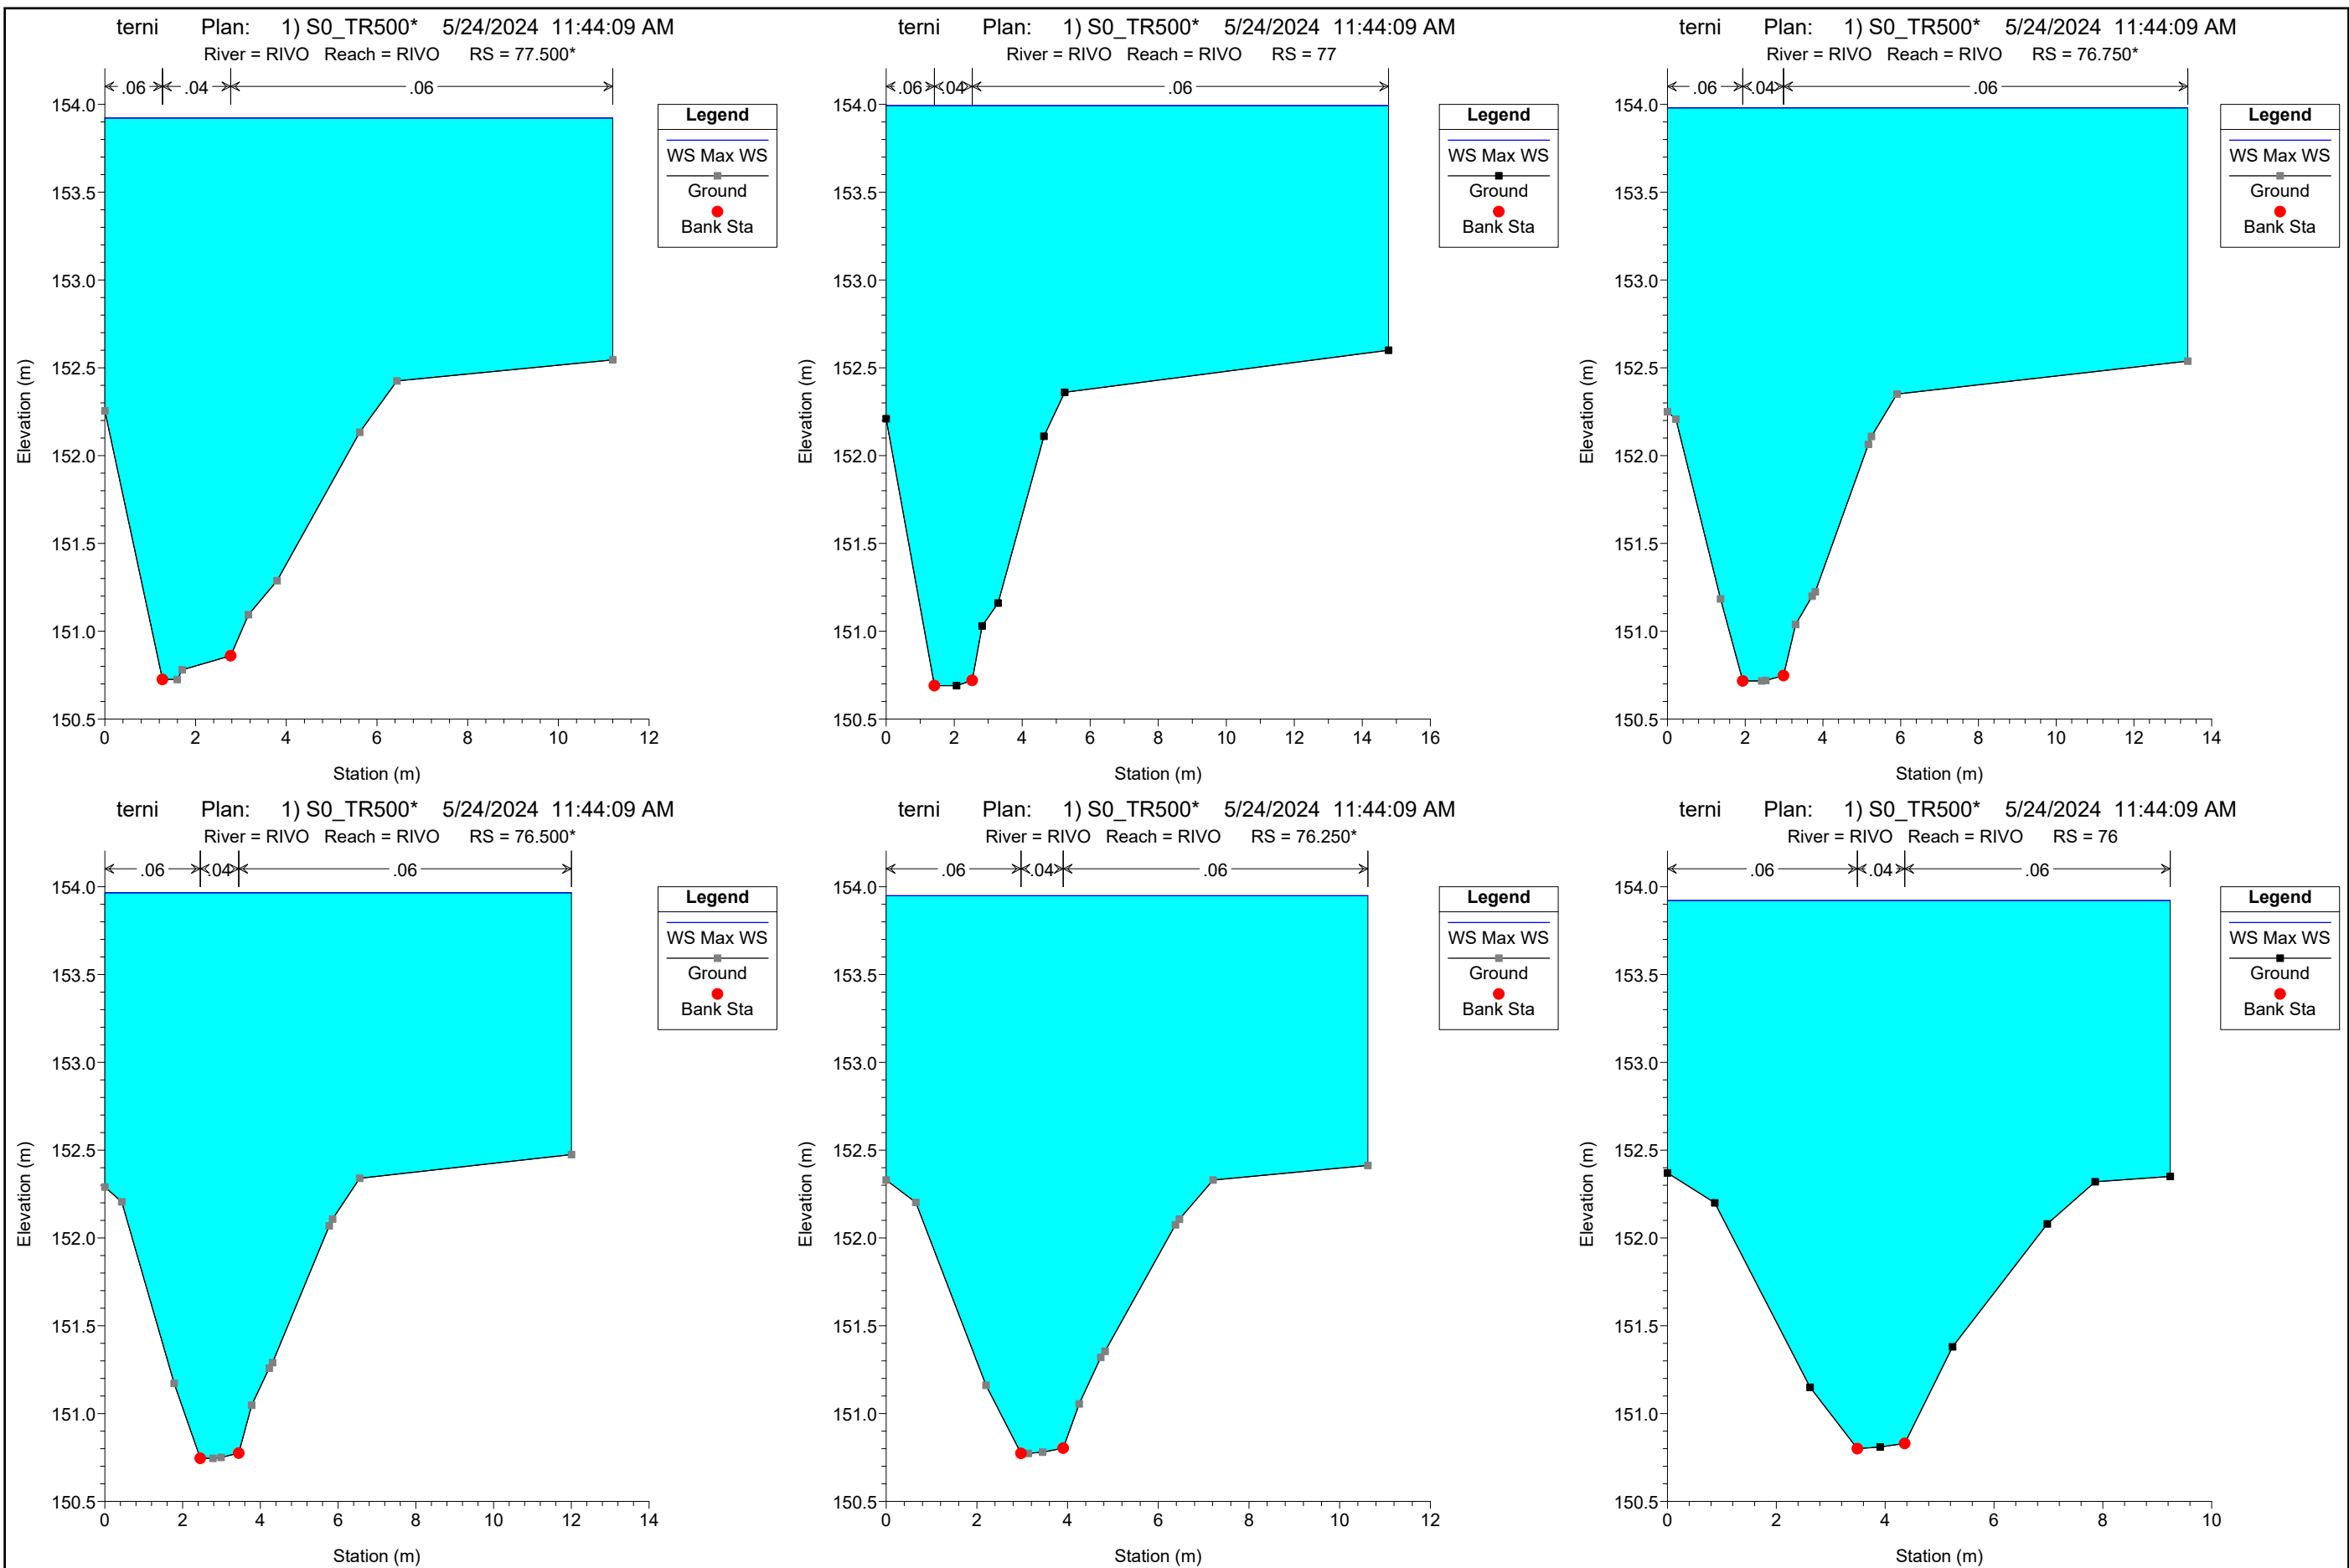 terni Plan: 1) S0_TR500* 5/24/2024 11:44:09 AM
River = RIVO Reach = RIVO RS = 77.500*
.06 .04 .06
154.0
153.5
153.0
152.5
152.0
151.5
151.0
150.5
Elevation (m)
0 2 4 6 8 10 12
Station (m)
Legend
WS Max WS
Ground
Bank Sta
terni Plan: 1) S0_TR500* 5/24/2024 11:44:09 AM
River = RIVO Reach = RIVO RS = 77
.06 .04 .06
154.0
153.5
153.0
152.5
152.0
151.5
151.0
150.5
Elevation (m)
0 2 4 6 8 10 12 14 16
Station (m)
Legend
WS Max WS
Ground
Bank Sta
terni Plan: 1) S0_TR500* 5/24/2024 11:44:09 AM
River = RIVO Reach = RIVO RS = 76.750*
.06 .04 .06
154.0
153.5
153.0
152.5
152.0
151.5
151.0
150.5
Elevation (m)
0 2 4 6 8 10 12 14
Station (m)
Legend
WS Max WS
Ground
Bank Sta
terni Plan: 1) S0_TR500* 5/24/2024 11:44:09 AM
River = RIVO Reach = RIVO RS = 76.500*
.06 .04 .06
154.0
153.5
153.0
152.5
152.0
151.5
151.0
150.5
Elevation (m)
0 2 4 6 8 10 12 14
Station (m)
Legend
WS Max WS
Ground
Bank Sta
terni Plan: 1) S0_TR500* 5/24/2024 11:44:09 AM
River = RIVO Reach = RIVO RS = 76.250*
.06 .04 .06
154.0
153.5
153.0
152.5
152.0
151.5
151.0
150.5
Elevation (m)
0 2 4 6 8 10 12
Station (m)
Legend
WS Max WS
Ground
Bank Sta
terni Plan: 1) S0_TR500* 5/24/2024 11:44:09 AM
River = RIVO Reach = RIVO RS = 76
.06 .04 .06
154.0
153.5
153.0
152.5
152.0
151.5
151.0
150.5
Elevation (m)
0 2 4 6 8 10
Station (m)
Legend
WS Max WS
Ground
Bank Sta